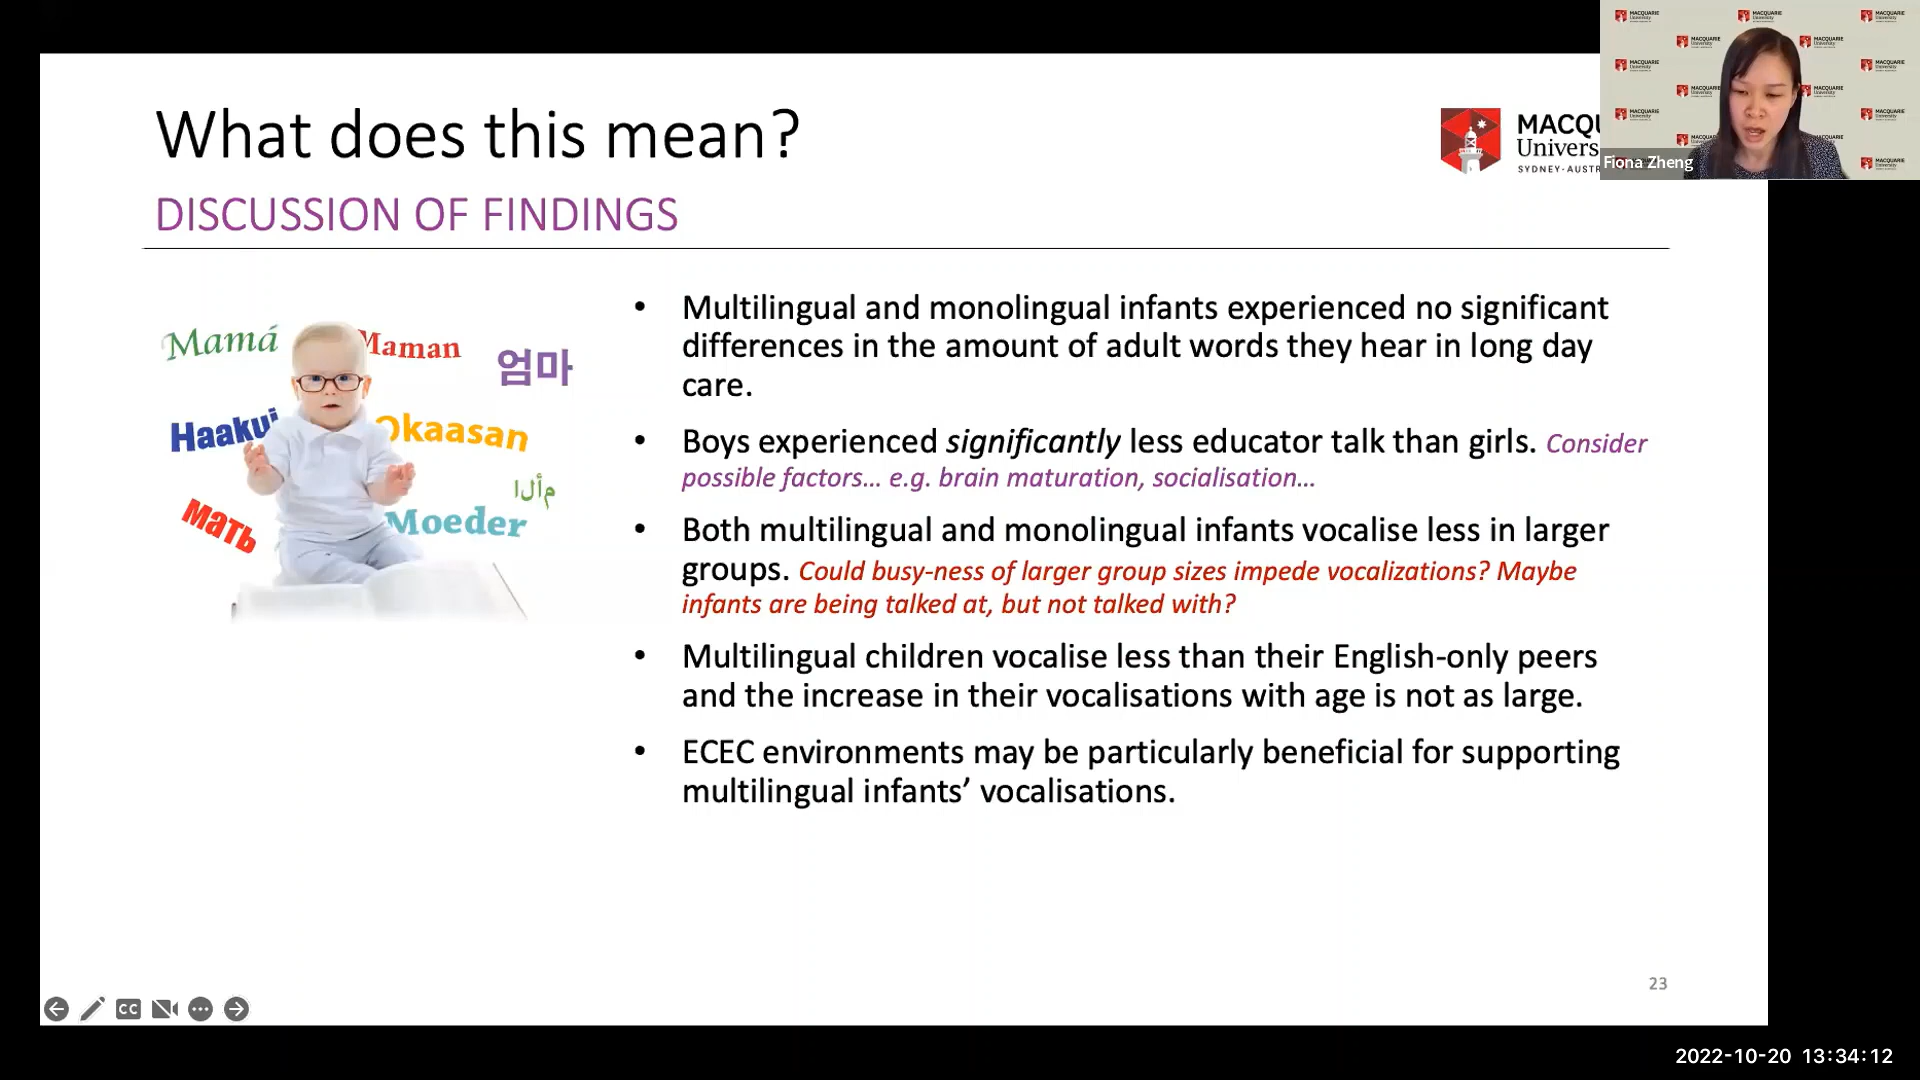 What does this mean?
DISCUSSION OF FINDINGS
MACQU
Univers
SYDNEY·AUSTR
Fiona Zheng
Mamá
Maman
엄마
Haakui
Okaasan
الأم
Мать
Moeder
• Multilingual and monolingual infants experienced no significant
differences in the amount of adult words they hear in long day
care.
• Boys experienced significantly less educator talk than girls. Consider
possible factors… e.g. brain maturation, socialisation…
• Both multilingual and monolingual infants vocalise less in larger
groups. Could busy-ness of larger group sizes impede vocalizations? Maybe
infants are being talked at, but not talked with?
• Multilingual children vocalise less than their English-only peers
and the increase in their vocalisations with age is not as large.
• ECEC environments may be particularly beneficial for supporting
multilingual infants’ vocalisations.
23
CC
2022-10-20 13:34:12